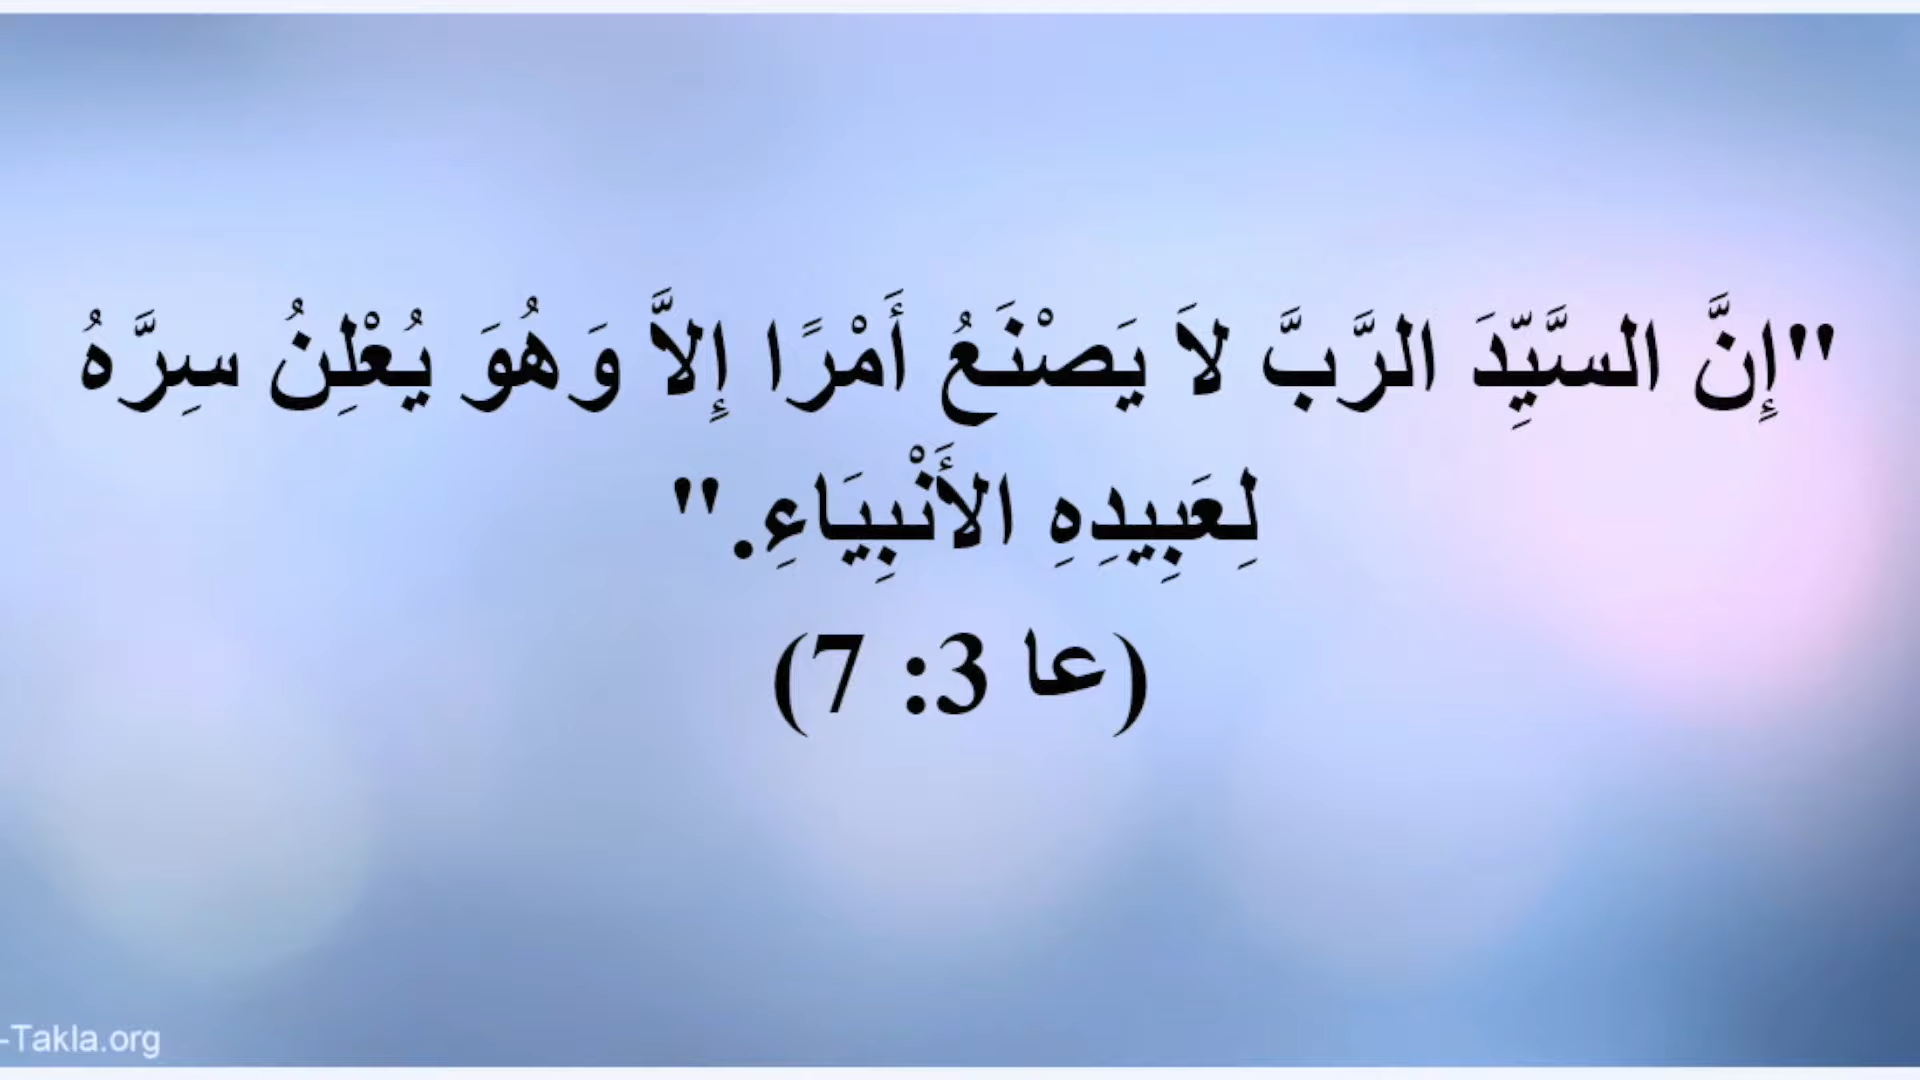 "إِنَّ السَّيِّدَ الرَّبَّ لاَ يَصْنَعُ أَمْرًا إِلاَّ وَهُوَ يُعْلِنُ سِرَّهُ
لِعَبِيدِهِ الأَنْبِيَاءِ."
(عا 3: 7)
-Takla.org